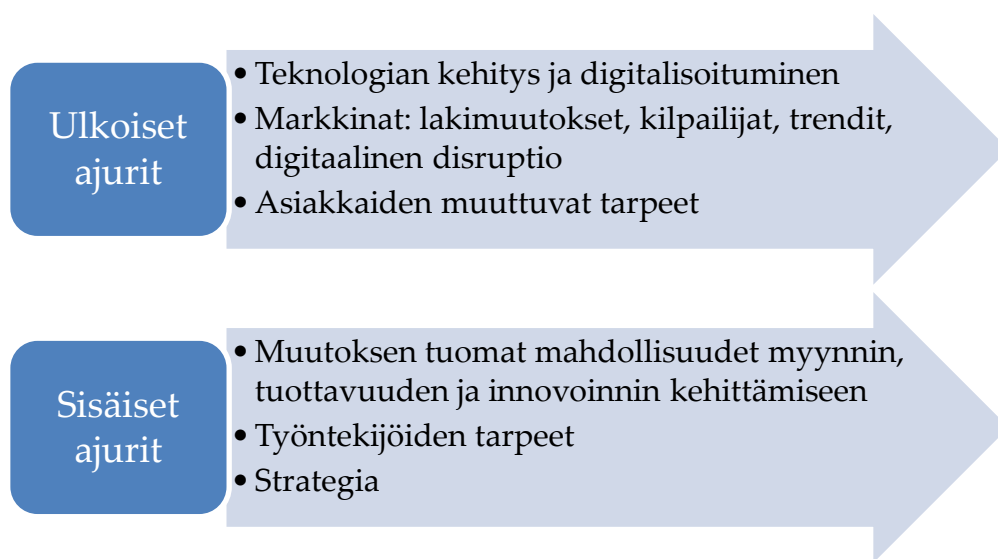 Ulkoiset
ajurit
• Teknologian kehitys ja digitalisoituminen
• Markkinat: lakimuutokset, kilpailijat, trendit,
digitaalinen disruptio
• Asiakkaiden muuttuvat tarpeet
Sisäiset
ajurit
• Muutoksen tuomat mahdollisuudet myynnin,
tuottavuuden ja innovoinnin kehittämiseen
• Työntekijöiden tarpeet
• Strategia